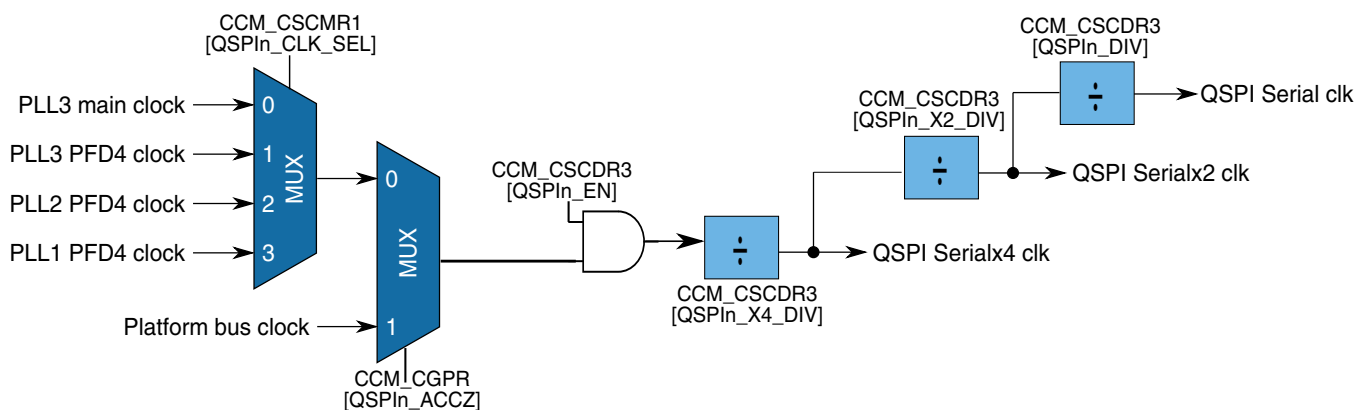 CCM_CSCMR1
[QSPIn_CLK_SEL]
PLL3 main clock
0
PLL3 PFD4 clock
1
PLL2 PFD4 clock
2
PLL1 PFD4 clock
3
MUX
0
MUX
Platform bus clock
1
CCM_CGPR
[QSPIn_ACCZ]
CCM_CSCDR3
[QSPIn_EN]
÷
CCM_CSCDR3
[QSPIn_X4_DIV]
QSPI Serialx4 clk
CCM_CSCDR3
[QSPIn_X2_DIV]
÷
QSPI Serialx2 clk
CCM_CSCDR3
[QSPIn_DIV]
÷
QSPI Serial clk